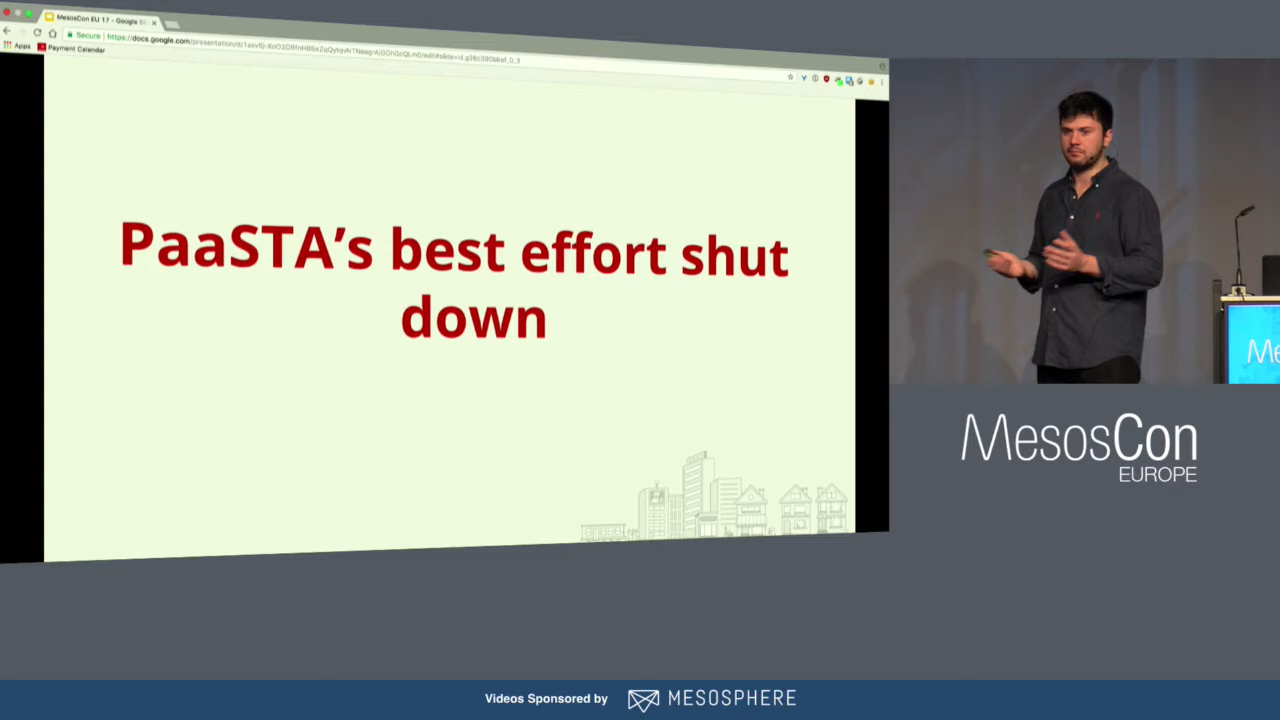 MesosCon EU 17 - Google
Secure
Apps
Payment Calendar
PaaSTA's best effort shut
down
Me
MesosCon
EUROPE
Videos Sponsored by
MESOSPHERE